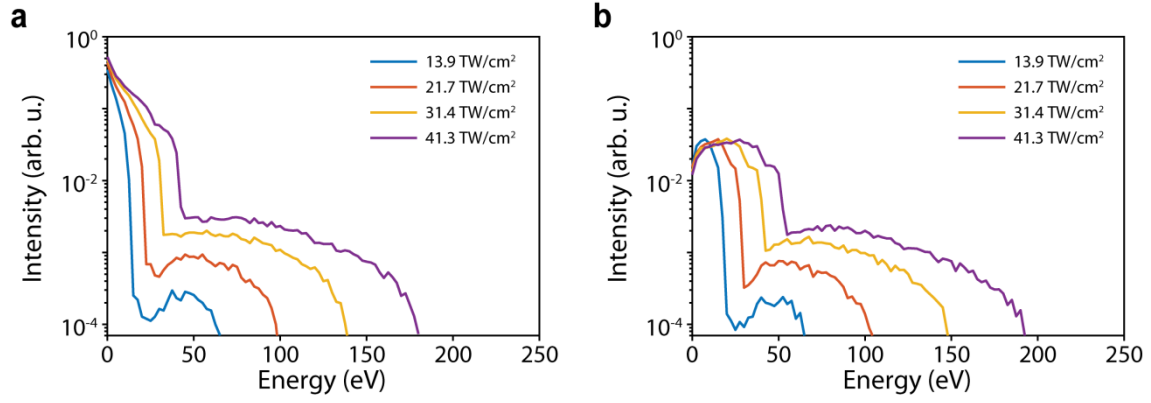 a
10⁰
10⁻²
10⁻⁴
Intensity (arb. u.)
13.9 TW/cm²
21.7 TW/cm²
31.4 TW/cm²
41.3 TW/cm²
0 50 100 150 200 250
Energy (eV)
b
10⁰
10⁻²
10⁻⁴
Intensity (arb. u.)
13.9 TW/cm²
21.7 TW/cm²
31.4 TW/cm²
41.3 TW/cm²
0 50 100 150 200 250
Energy (eV)